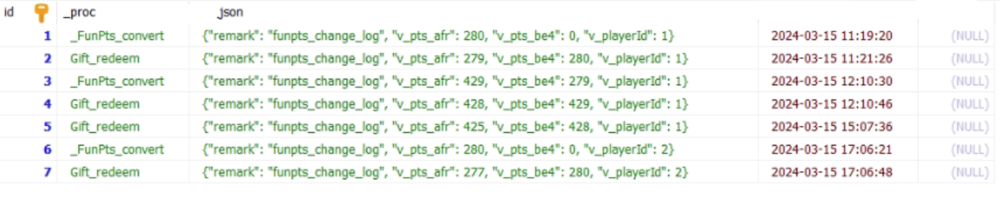 id _proc _json
1 _FunPts_convert {"remark": "funpts_change_log", "v_pts_afr": 280, "v_pts_be4": 0, "v_playerId": 1} 2024-03-15 11:19:20 (NULL)
2 Gift_redeem {"remark": "funpts_change_log", "v_pts_afr": 279, "v_pts_be4": 280, "v_playerId": 1} 2024-03-15 11:21:26 (NULL)
3 _FunPts_convert {"remark": "funpts_change_log", "v_pts_afr": 429, "v_pts_be4": 279, "v_playerId": 1} 2024-03-15 12:10:30 (NULL)
4 Gift_redeem {"remark": "funpts_change_log", "v_pts_afr": 428, "v_pts_be4": 429, "v_playerId": 1} 2024-03-15 12:10:46 (NULL)
5 Gift_redeem {"remark": "funpts_change_log", "v_pts_afr": 425, "v_pts_be4": 428, "v_playerId": 1} 2024-03-15 15:07:36 (NULL)
6 _FunPts_convert {"remark": "funpts_change_log", "v_pts_afr": 280, "v_pts_be4": 0, "v_playerId": 2} 2024-03-15 17:06:21 (NULL)
7 Gift_redeem {"remark": "funpts_change_log", "v_pts_afr": 277, "v_pts_be4": 280, "v_playerId": 2} 2024-03-15 17:06:48 (NULL)